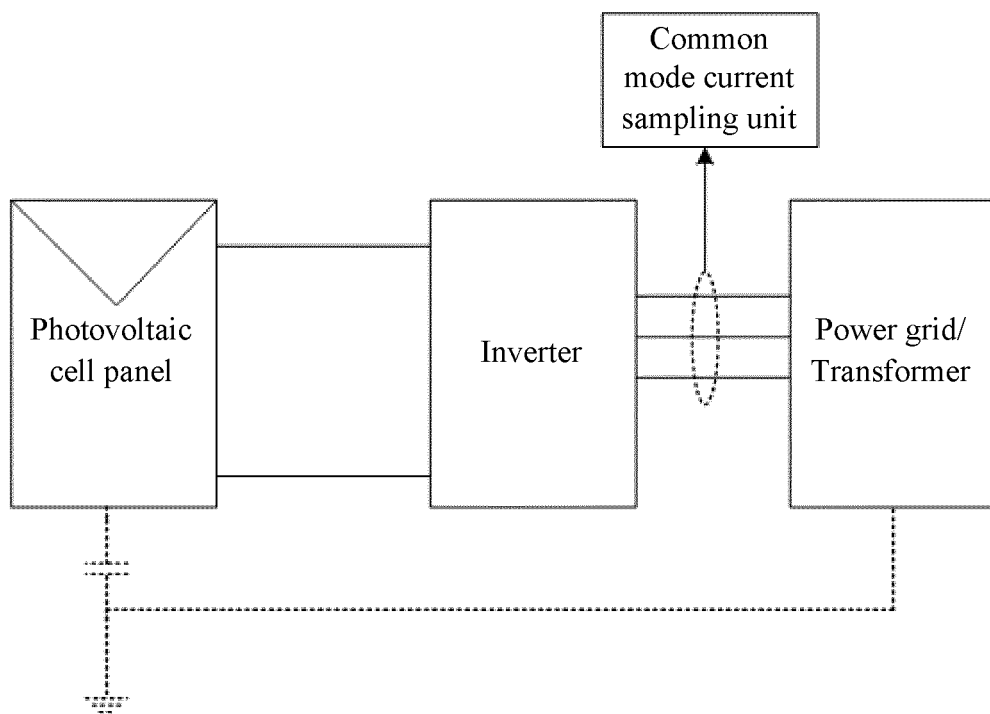 Common
mode current
sampling unit
Photovoltaic
cell panel
Inverter
Power grid/
Transformer